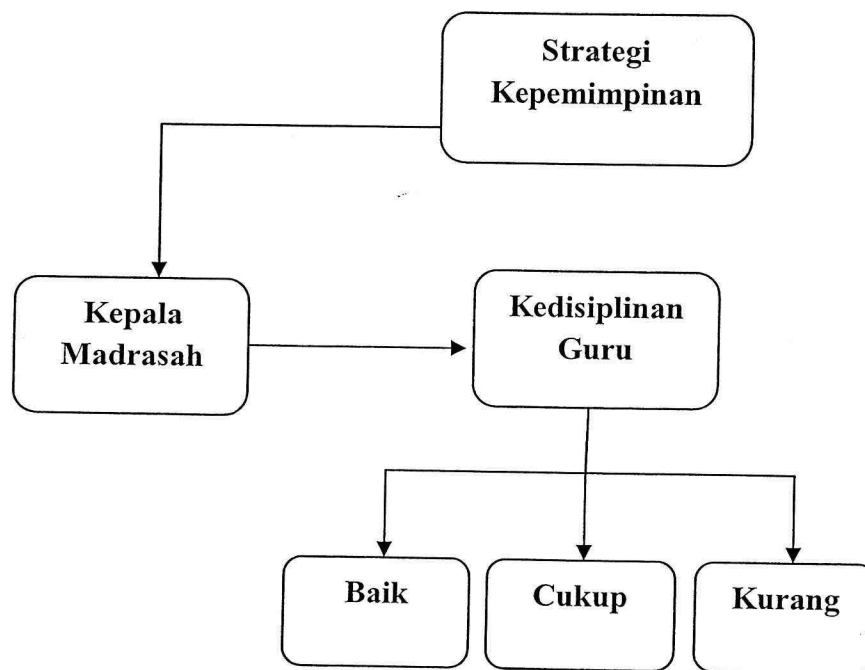 Strategi
Kepemimpinan
Kepala
Madrasah
Kedisiplinan
Guru
Baik
Cukup
Kurang